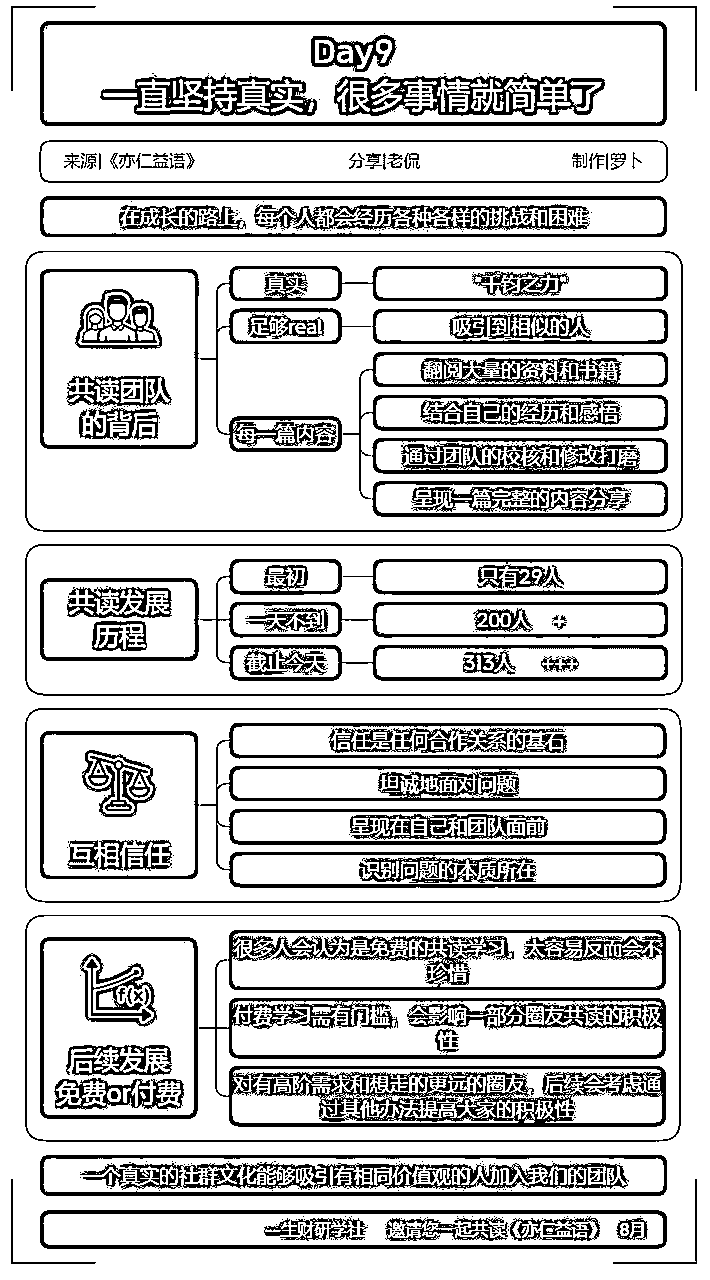 Day9
一直坚持真实，很多事情就简单了
来源|《亦仁益语》
分享|老侃
制作|罗卜
在成长的路上，每个人都会经历各种各样的挑战和困难
共读团队
的背后
真实
"千钧之力"
足够real
吸引到相似的人
每一篇内容
翻阅大量的资料和书籍
结合自己的经历和感悟
通过团队的校核和修改打磨
呈现一篇完整的内容分享
共读发展
历程
最初
只有29人
一天不到
200人 +
截止今天
313人 +++
互相信任
信任是任何合作关系的基石
坦诚地面对问题
呈现在自己和团队面前
识别问题的本质所在
f(x)
后续发展
免费or付费
很多人会认为是免费的共读学习，太容易反而会不
珍惜
付费学习需有门槛，会影响一部分圈友共读的积极
性
对有高阶需求和想走的更远的圈友，后续会考虑通
过其他办法提高大家的积极性
一个真实的社群文化能够吸引有相同价值观的人加入我们的团队
—生财研学社 邀请您一起共读《亦仁益语》 8月